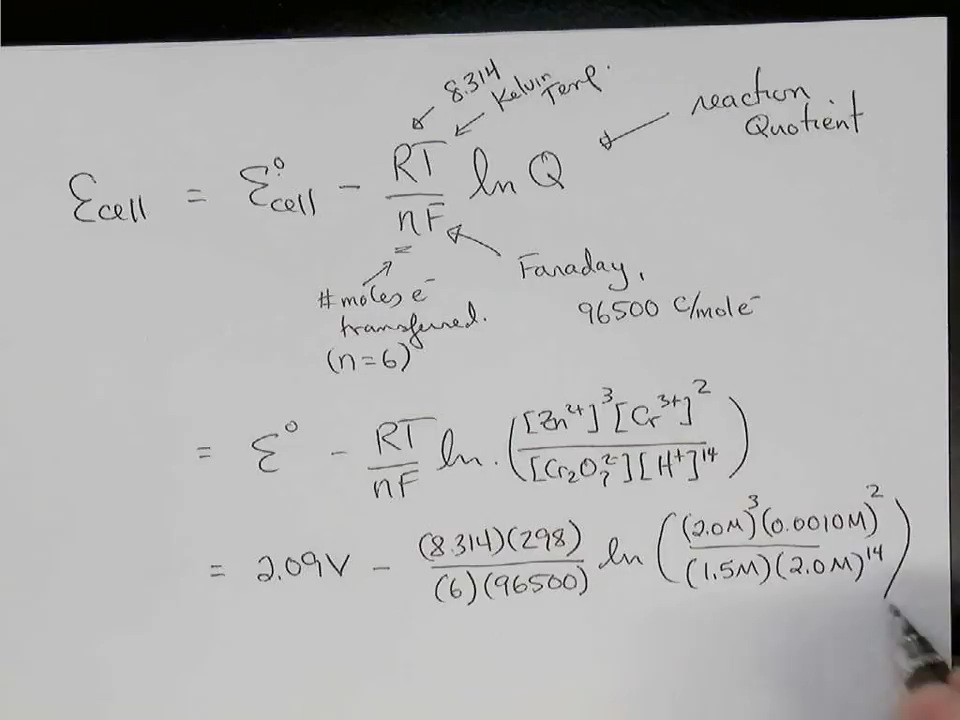 8.314
Kelvin Temp.
reaction
Quotient
Ɛcell = Ɛ°cell - RT/nF ln Q
Faraday,
96500 C/mole⁻
#moles e⁻
transferred.
(n=6)
= Ɛ° - RT/nF ln. ([Zn²⁺]³[Cr³⁺]²/[Cr₂O₇²⁻][H⁺]¹⁴)
= 2.09V - (8.314)(298)/(6)(96500) ln ((2.0M)³(0.0010M)²/(1.5M)(2.0M)¹⁴)